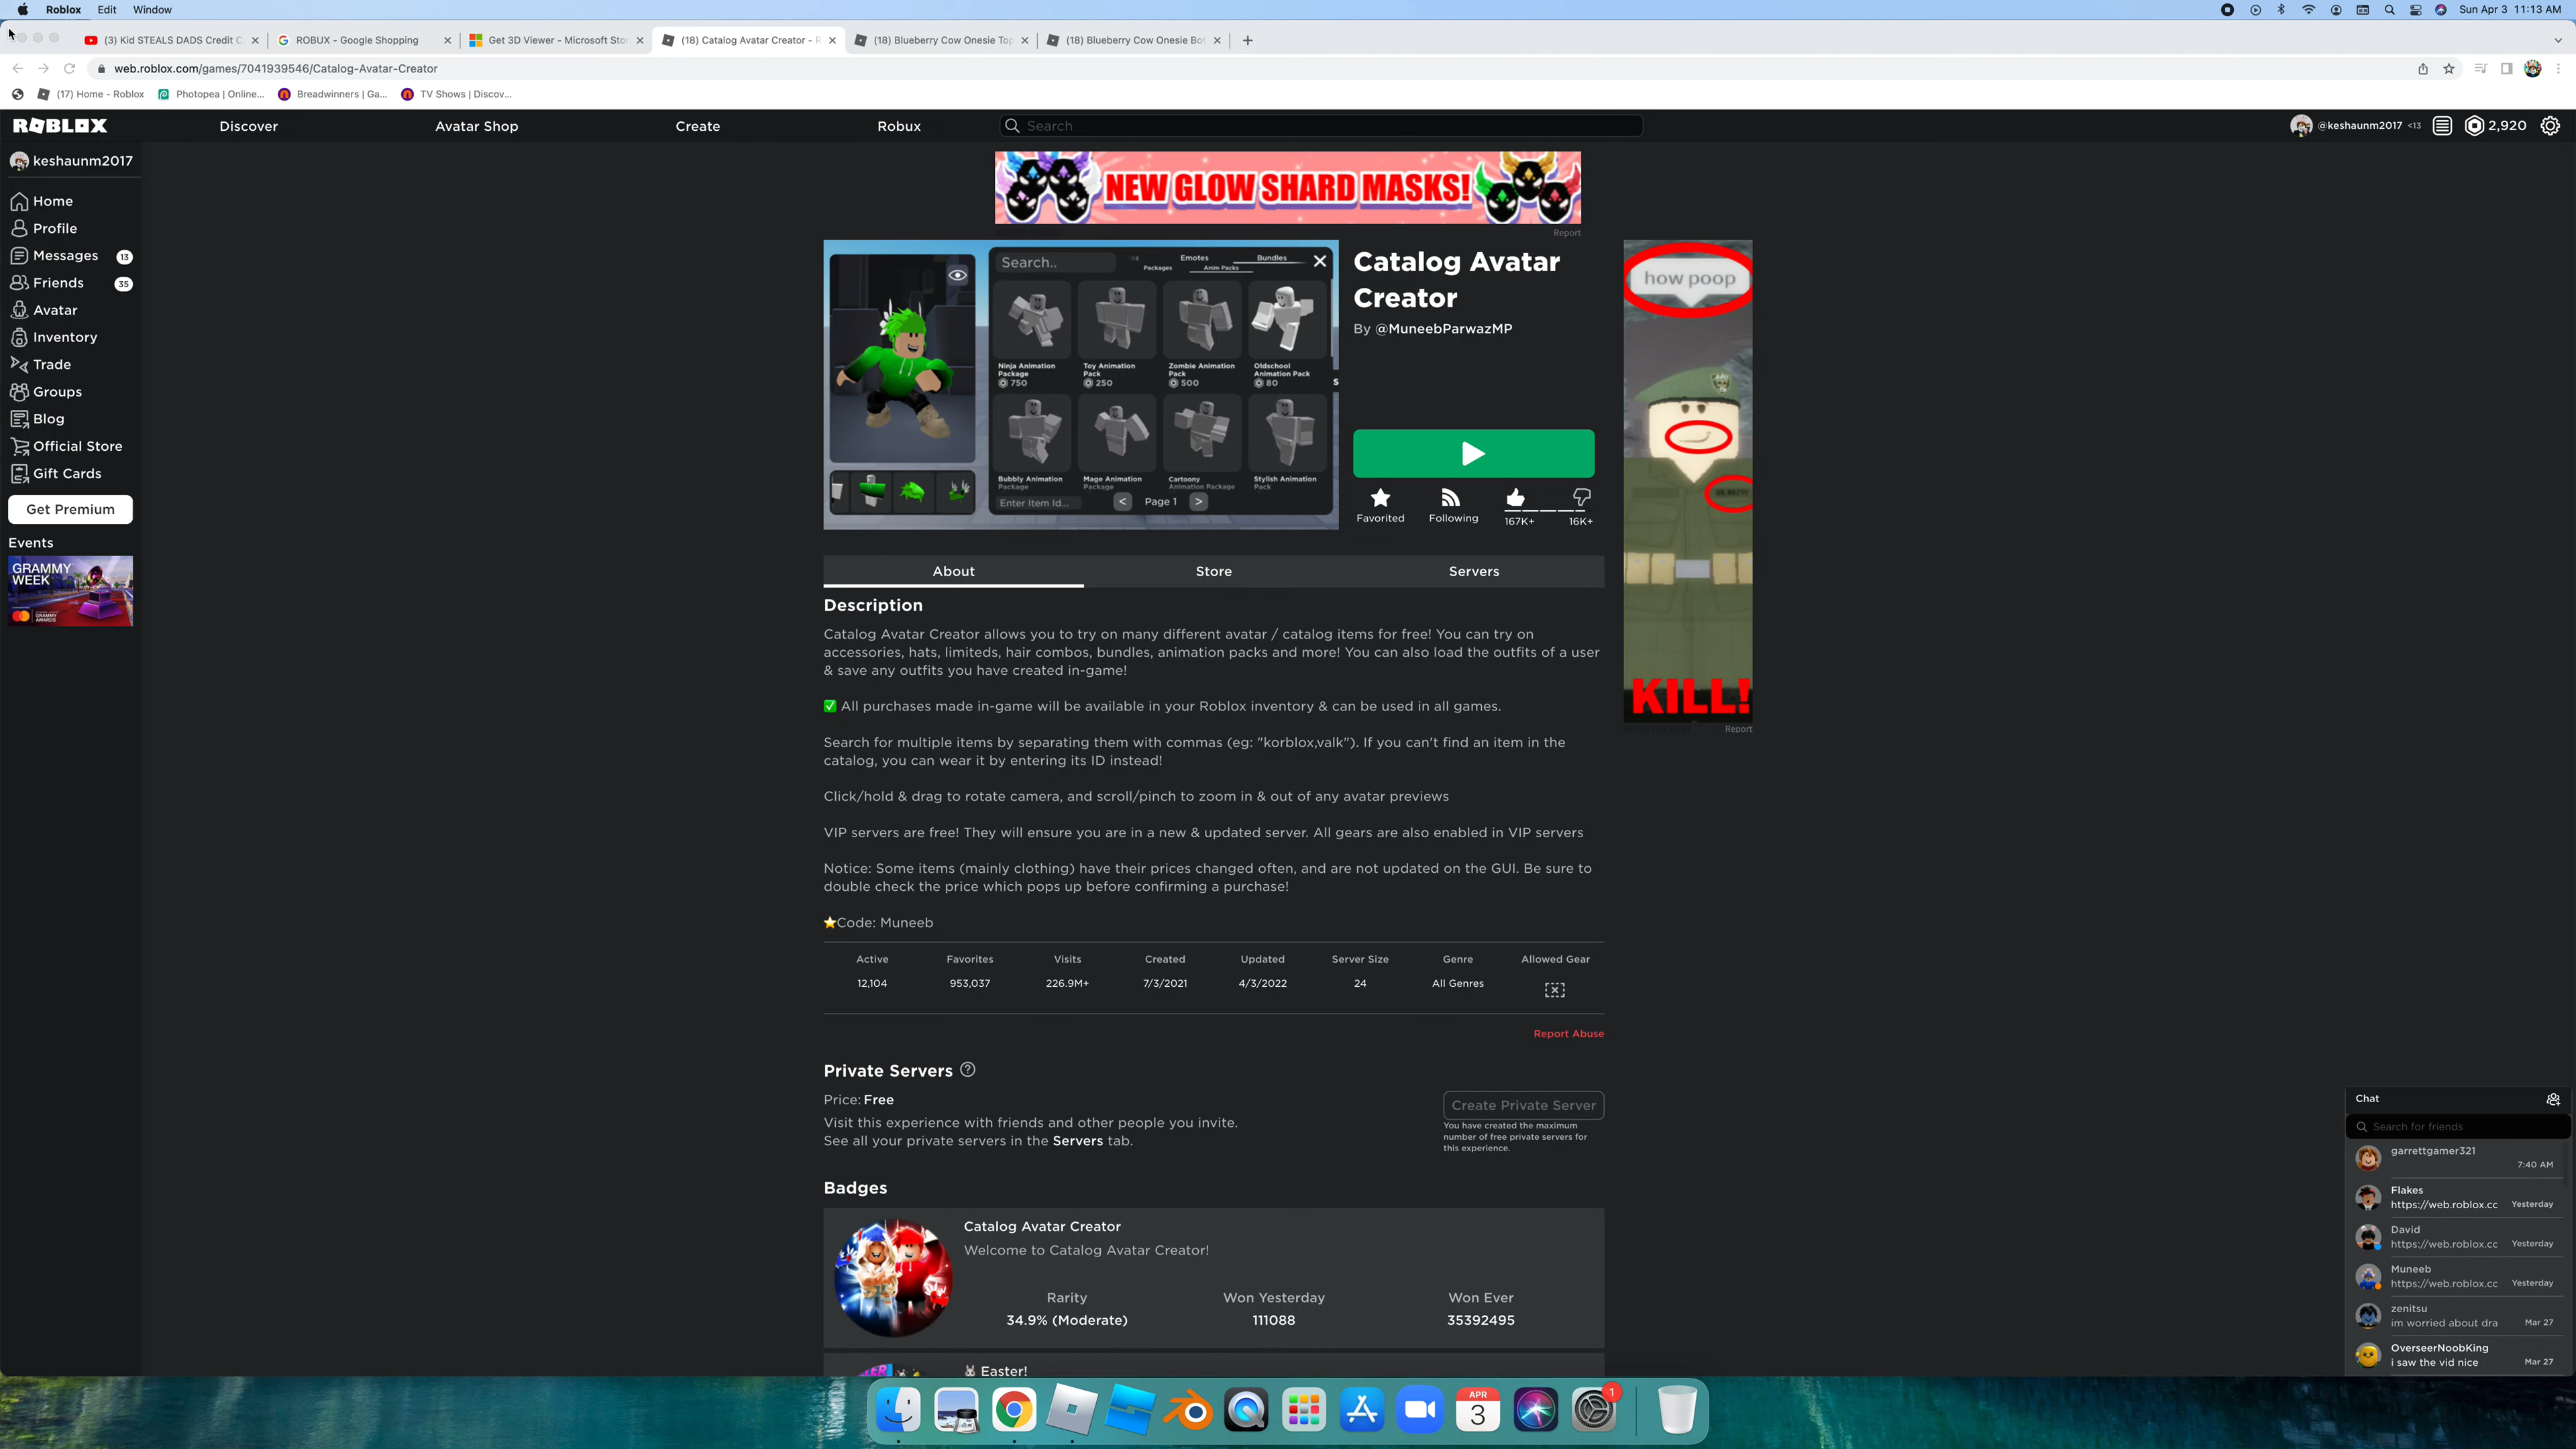 Roblox Edit Window
Sun Apr 3 11:13 AM
(3) Kid STEALS DADS Credit C
ROBUX - Google Shopping
Get 3D Viewer - Microsoft Stor
(18) Catalog Avatar Creator - R
(18) Blueberry Cow Onesie Top
(18) Blueberry Cow Onesie Bot
web.roblox.com/games/7041939546/Catalog-Avatar-Creator
(17) Home - Roblox
Photopea | Online...
Breadwinners | Ga...
TV Shows | Discov...
ROBLOX
Discover
Avatar Shop
Create
Robux
Search
@keshaunm2017 <13
2,920
keshaunm2017
Home
Profile
Messages 13
Friends 35
Avatar
Inventory
Trade
Groups
Blog
Official Store
Gift Cards
Get Premium
Events
GRAMMY
WEEK
NEW GLOW SHARD MASKS!
Report
Search..
Emotes
Bundles
Packages
Anim Packs
Ninja Animation
Package
750
Toy Animation
Pack
250
Zombie Animation
Pack
500
Oldschool
Animation Pack
80
Bubbly Animation
Package
Mage Animation
Package
Cartoony
Animation Package
Stylish Animation
Pack
Enter Item Id...
< Page 1 >
Catalog Avatar
Creator
By @MuneebParwazMP
Favorited
Following
167K+
16K+
how poop
KILL!
Report
About
Store
Servers
Description
Catalog Avatar Creator allows you to try on many different avatar / catalog items for free! You can try on
accessories, hats, limiteds, hair combos, bundles, animation packs and more! You can also load the outfits of a user
& save any outfits you have created in-game!
✅ All purchases made in-game will be available in your Roblox inventory & can be used in all games.
Search for multiple items by separating them with commas (eg: "korblox,valk"). If you can't find an item in the
catalog, you can wear it by entering its ID instead!
Click/hold & drag to rotate camera, and scroll/pinch to zoom in & out of any avatar previews
VIP servers are free! They will ensure you are in a new & updated server. All gears are also enabled in VIP servers
Notice: Some items (mainly clothing) have their prices changed often, and are not updated on the GUI. Be sure to
double check the price which pops up before confirming a purchase!
⭐Code: Muneeb
Active Favorites Visits Created Updated Server Size Genre Allowed Gear
12,104 953,037 226.9M+ 7/3/2021 4/3/2022 24 All Genres
Report Abuse
Private Servers
Price: Free
Visit this experience with friends and other people you invite.
See all your private servers in the Servers tab.
Create Private Server
You have created the maximum
number of free private servers for
this experience.
Badges
Catalog Avatar Creator
Welcome to Catalog Avatar Creator!
Rarity Won Yesterday Won Ever
34.9% (Moderate) 111088 35392495
🐰 Easter!
Chat
Search for friends
garrettgamer321
7:40 AM
Flakes
https://web.roblox.cc Yesterday
David
https://web.roblox.cc Yesterday
Muneeb
https://web.roblox.cc Yesterday
zenitsu
im worried about dra Mar 27
OverseerNoobKing
i saw the vid nice Mar 27
APR
3
1